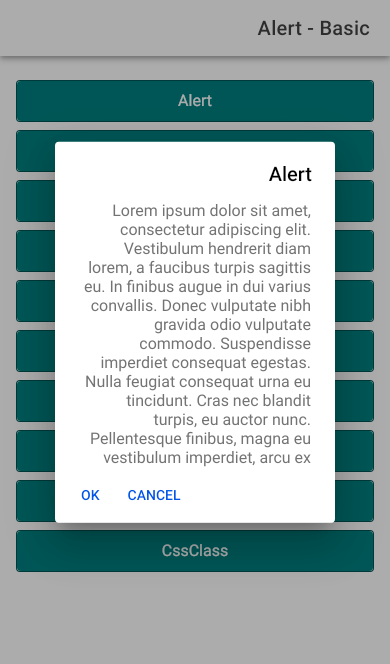 Alert - Basic
Alert
Alert
Lorem ipsum dolor sit amet,
consectetur adipiscing elit.
Vestibulum hendrerit diam
lorem, a faucibus turpis sagittis
eu. In finibus augue in dui varius
convallis. Donec vulputate nibh
gravida odio vulputate
commodo. Suspendisse
imperdiet consequat egestas.
Nulla feugiat consequat urna eu
tincidunt. Cras nec blandit
turpis, eu auctor nunc.
Pellentesque finibus, magna eu
vestibulum imperdiet, arcu ex
OK CANCEL
CssClass